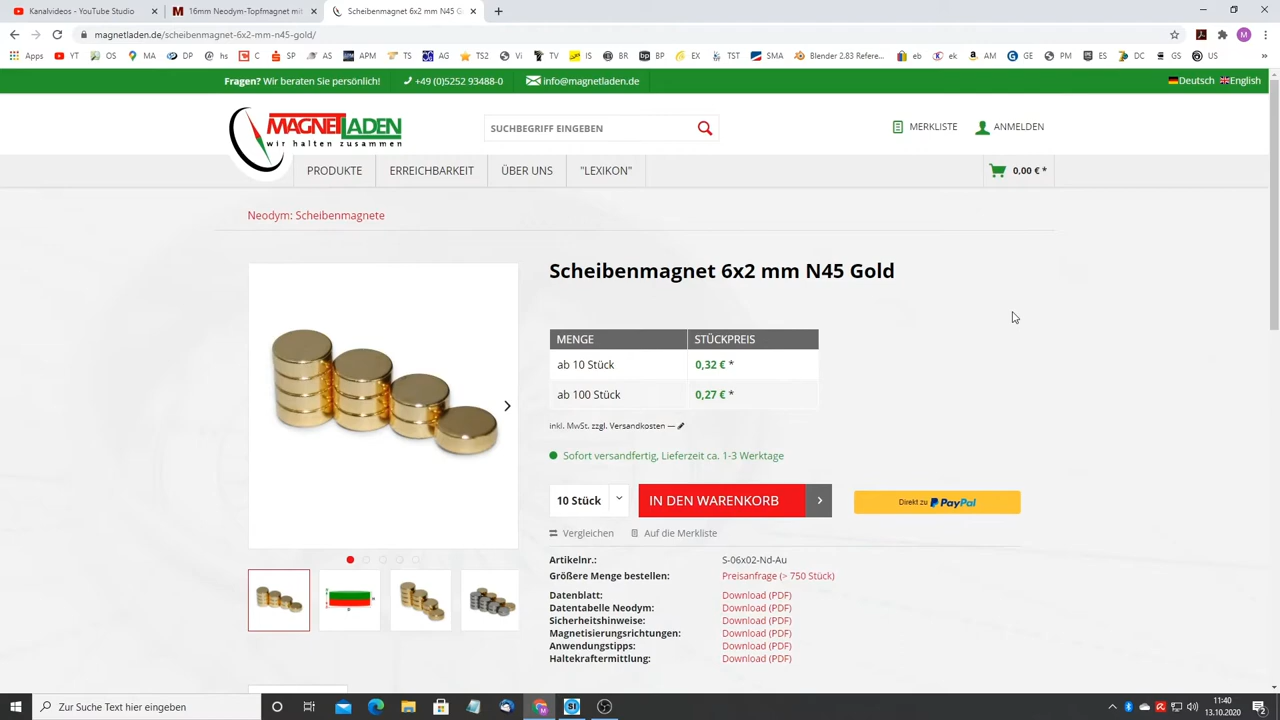 Kanalvideos - YouTube Studio
16mm Neodym-Topfmagnet mit
Scheibenmagnet 6x2 mm N45 G
magnetladen.de/scheibenmagnet-6x2-mm-n45-gold/
M
Apps YT OS MA DP hs C SP AS APM TS AG TS2 Vi TV IS BR BP EX TST SMA Blender 2.83 Refere... eb ek AM GE PM ES DC GS US »
Fragen? Wir beraten Sie persönlich! +49 (0)5252 93488-0 info@magnetladen.de Deutsch English
MAGNETLADEN
wir halten zusammen
SUCHBEGRIFF EINGEBEN
MERKLISTE ANMELDEN
PRODUKTE ERREICHBARKEIT ÜBER UNS "LEXIKON" 0,00 € *
Neodym: Scheibenmagnete
Scheibenmagnet 6x2 mm N45 Gold
MENGE STÜCKPREIS
ab 10 Stück 0,32 € *
ab 100 Stück 0,27 € *
inkl. MwSt. zzgl. Versandkosten —
Sofort versandfertig, Lieferzeit ca. 1-3 Werktage
10 Stück IN DEN WARENKORB Direkt zu PayPal
Vergleichen Auf die Merkliste
Artikelnr.: S-06x02-Nd-Au
Größere Menge bestellen: Preisanfrage (> 750 Stück)
Datenblatt: Download (PDF)
Datentabelle Neodym: Download (PDF)
Sicherheitshinweise: Download (PDF)
Magnetisierungsrichtungen: Download (PDF)
Anwendungstipps: Download (PDF)
Haltekraftermittlung: Download (PDF)
Zur Suche Text hier eingeben
11:40
13.10.2020